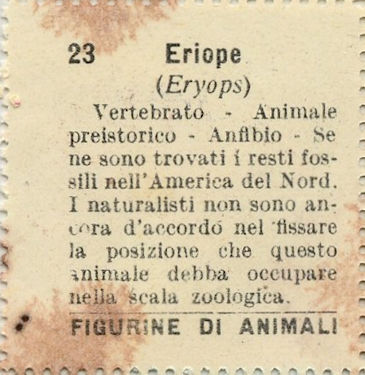 23 Eriope
(Eryops)
Vertebrato - Animale
preistorico - Anfibio - Se
ne sono trovati i resti fos-
sili nell'America del Nord.
I naturalisti non sono an-
cora d'accordo nel fissare
la posizione che questo
animale debba occupare
nella scala zoologica.
FIGURINE DI ANIMALI